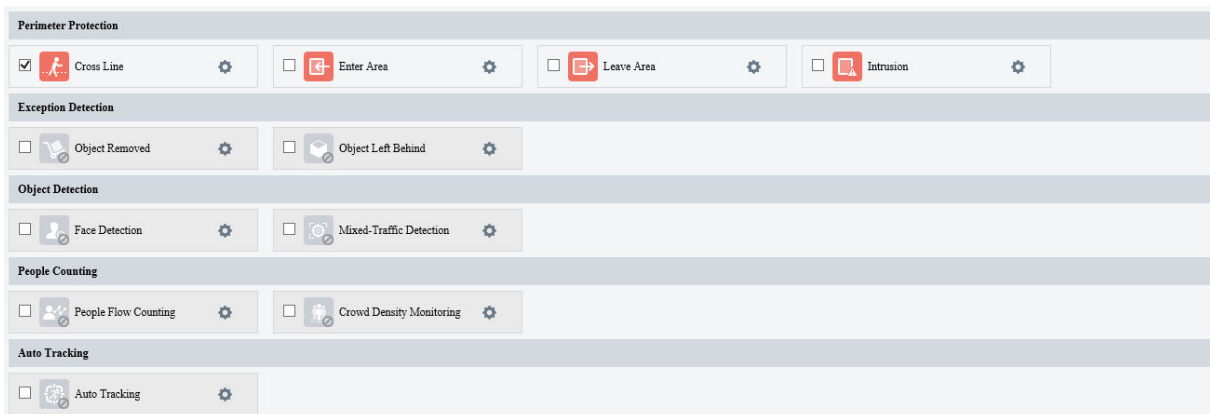 Perimeter Protection
Cross Line Enter Area Leave Area Intrusion
Exception Detection
Object Removed Object Left Behind
Object Detection
Face Detection Mixed-Traffic Detection
People Counting
People Flow Counting Crowd Density Monitoring
Auto Tracking
Auto Tracking